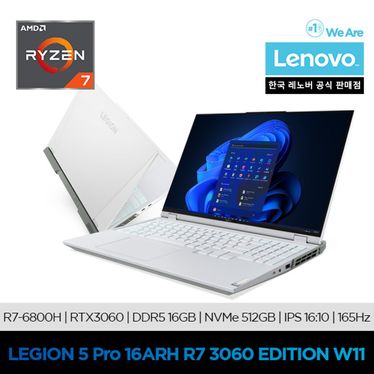 AMD
RYZEN
7
#1 We Are
Lenovo
한국 레노버 공식 판매점
LEGION
R7-6800H | RTX3060 | DDR5 16GB | NVMe 512GB | IPS 16:10 | 165Hz
LEGION 5 Pro 16ARH R7 3060 EDITION W11